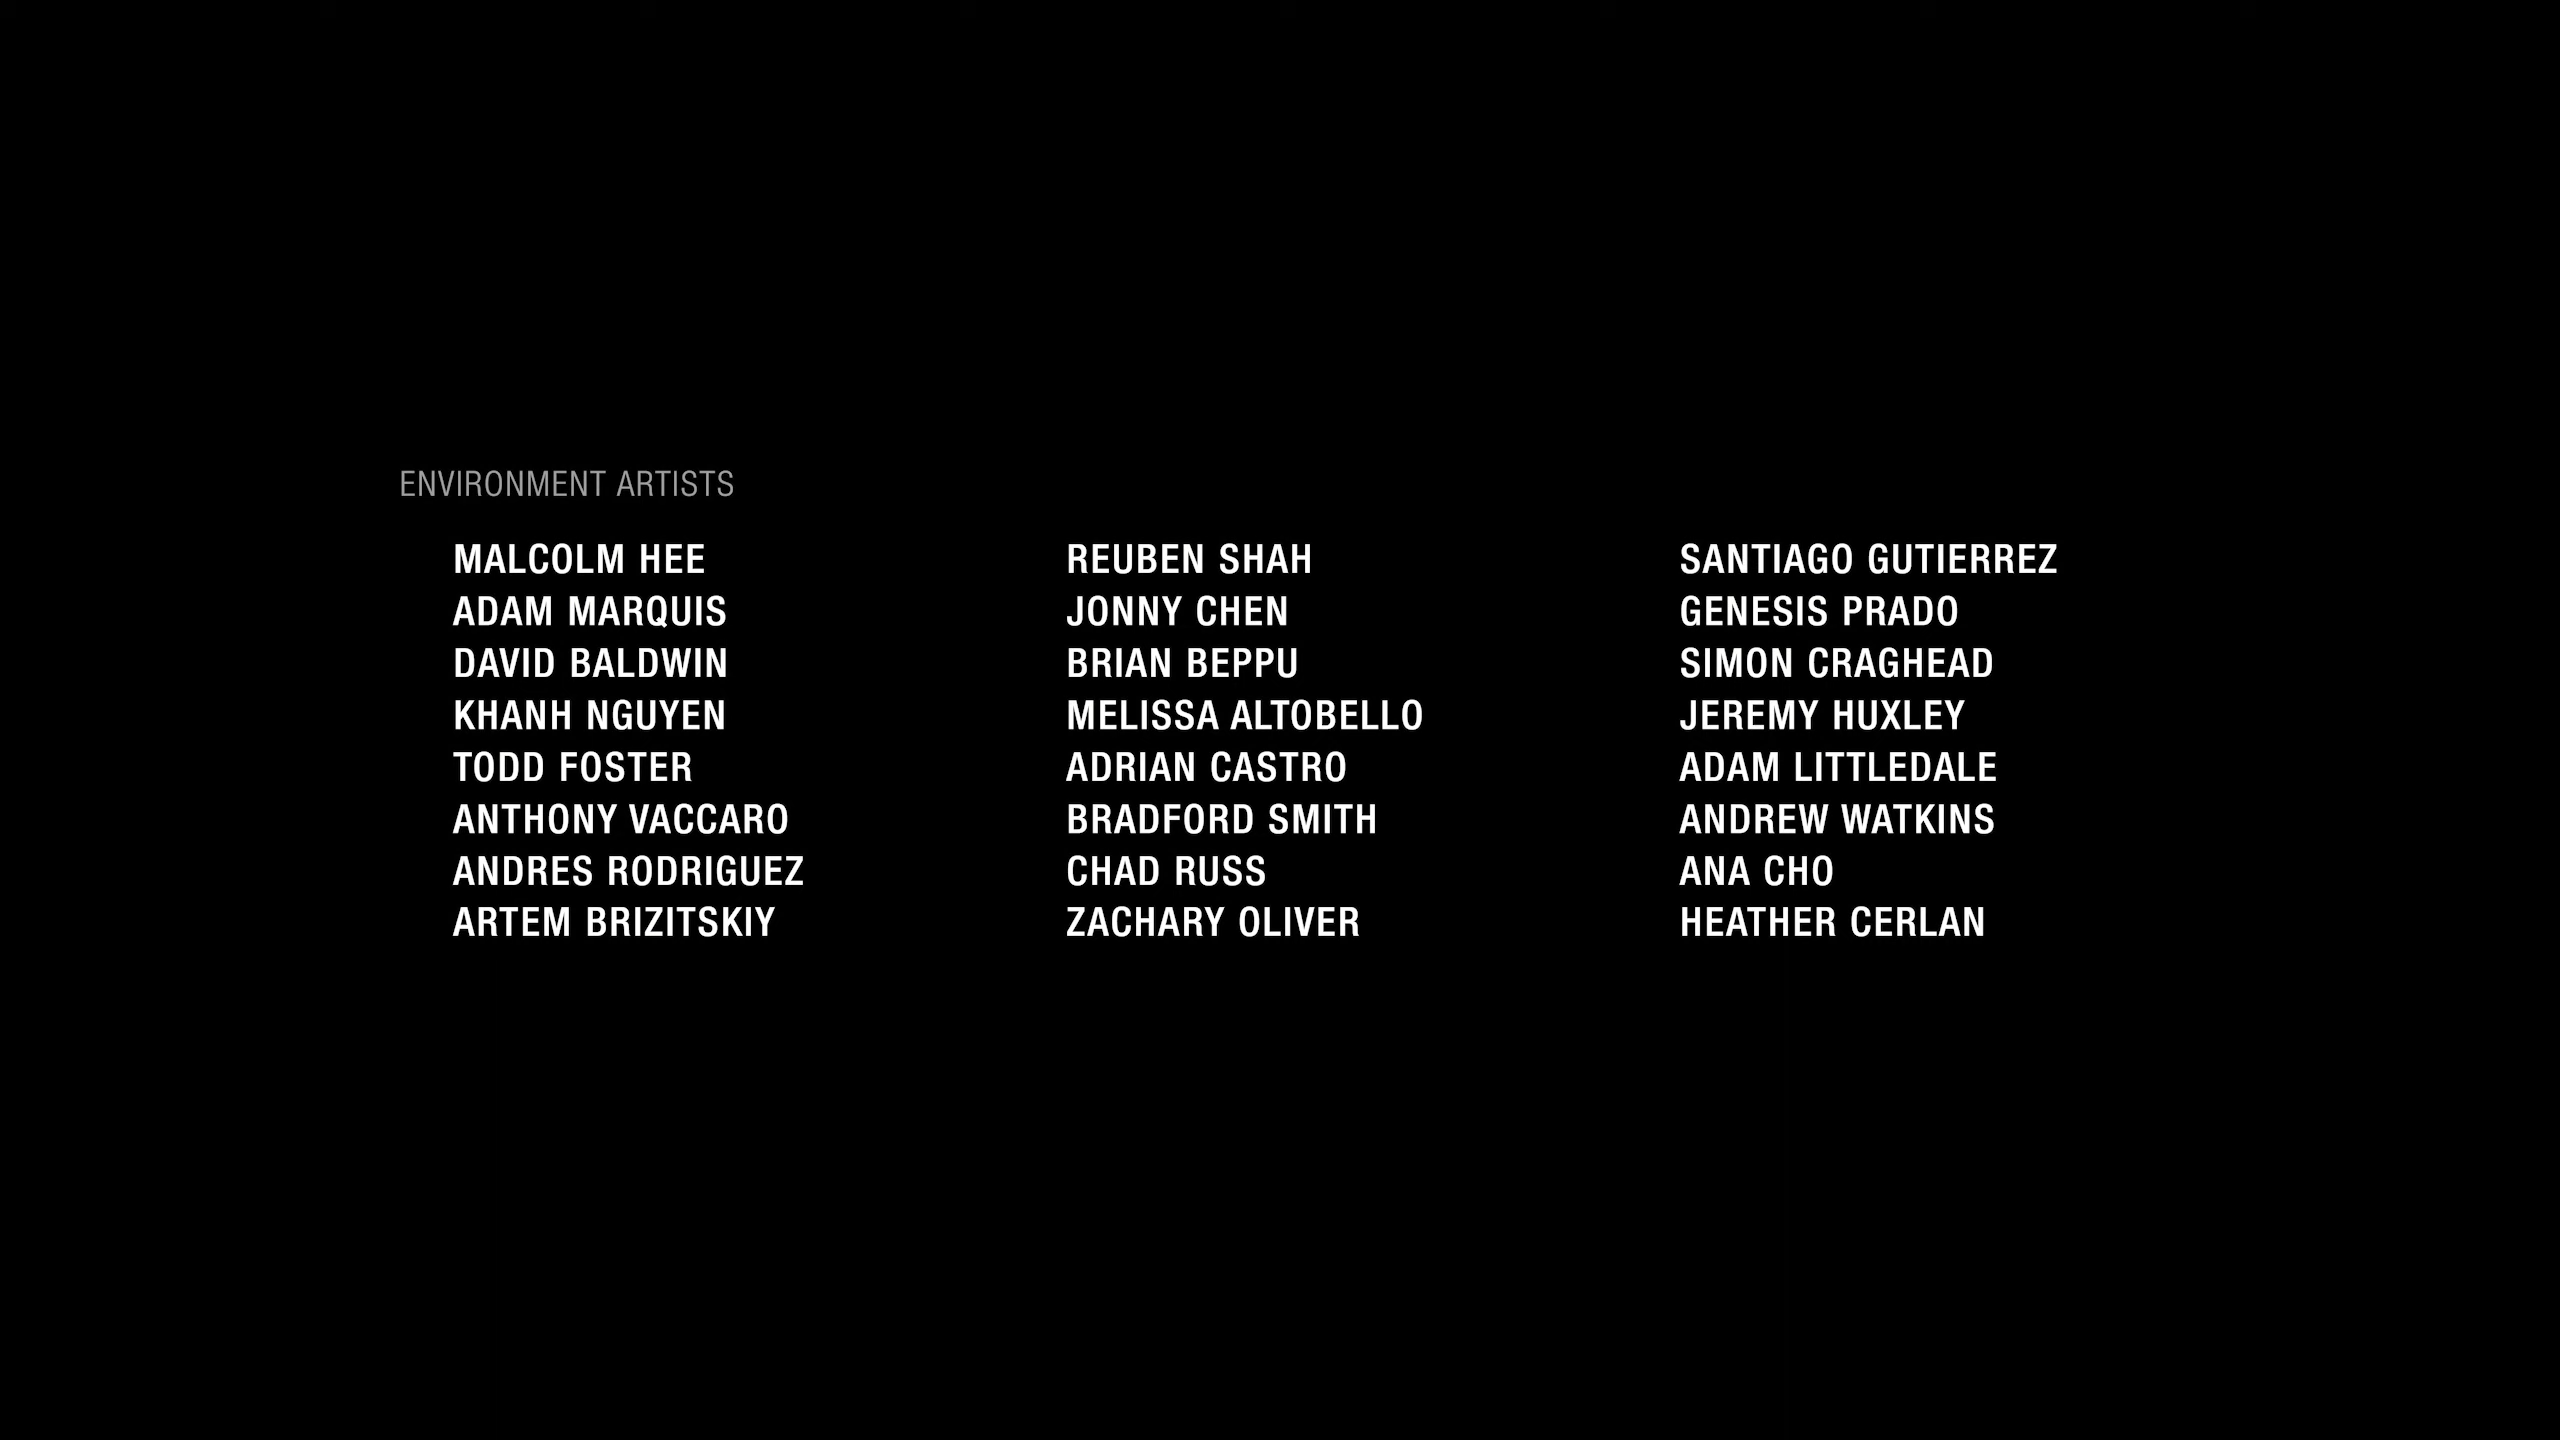 ENVIRONMENT ARTISTS
MALCOLM HEE
ADAM MARQUIS
DAVID BALDWIN
KHANH NGUYEN
TODD FOSTER
ANTHONY VACCARO
ANDRES RODRIGUEZ
ARTEM BRIZITSKIY
REUBEN SHAH
JONNY CHEN
BRIAN BEPPU
MELISSA ALTOBELLO
ADRIAN CASTRO
BRADFORD SMITH
CHAD RUSS
ZACHARY OLIVER
SANTIAGO GUTIERREZ
GENESIS PRADO
SIMON CRAGHEAD
JEREMY HUXLEY
ADAM LITTLEDALE
ANDREW WATKINS
ANA CHO
HEATHER CERLAN